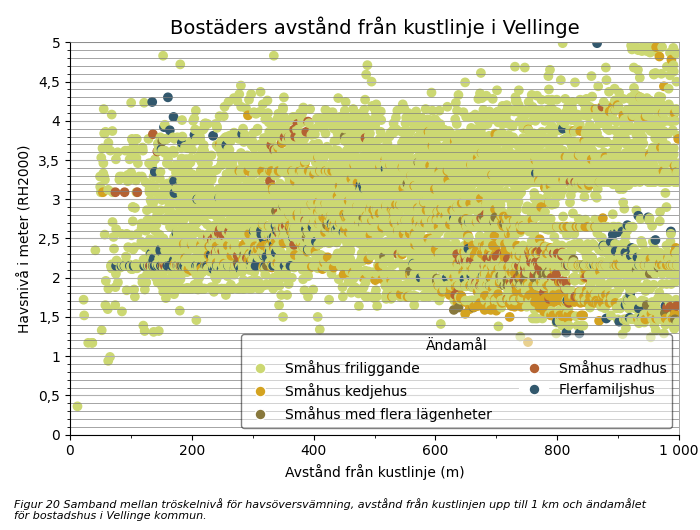 Bostäders avstånd från kustlinje i Vellinge
Havsnivå i meter (RH2000)
5
4,5
4
3,5
3
2,5
2
1,5
1
0,5
0
Ändamål
Småhus friliggande
Småhus kedjehus
Småhus med flera lägenheter
Småhus radhus
Flerfamiljshus
0
200
400
600
800
1 000
Avstånd från kustlinje (m)
Figur 20 Samband mellan tröskelnivå för havsöversvämning, avstånd från kustlinjen upp till 1 km och ändamålet
för bostadshus i Vellinge kommun.